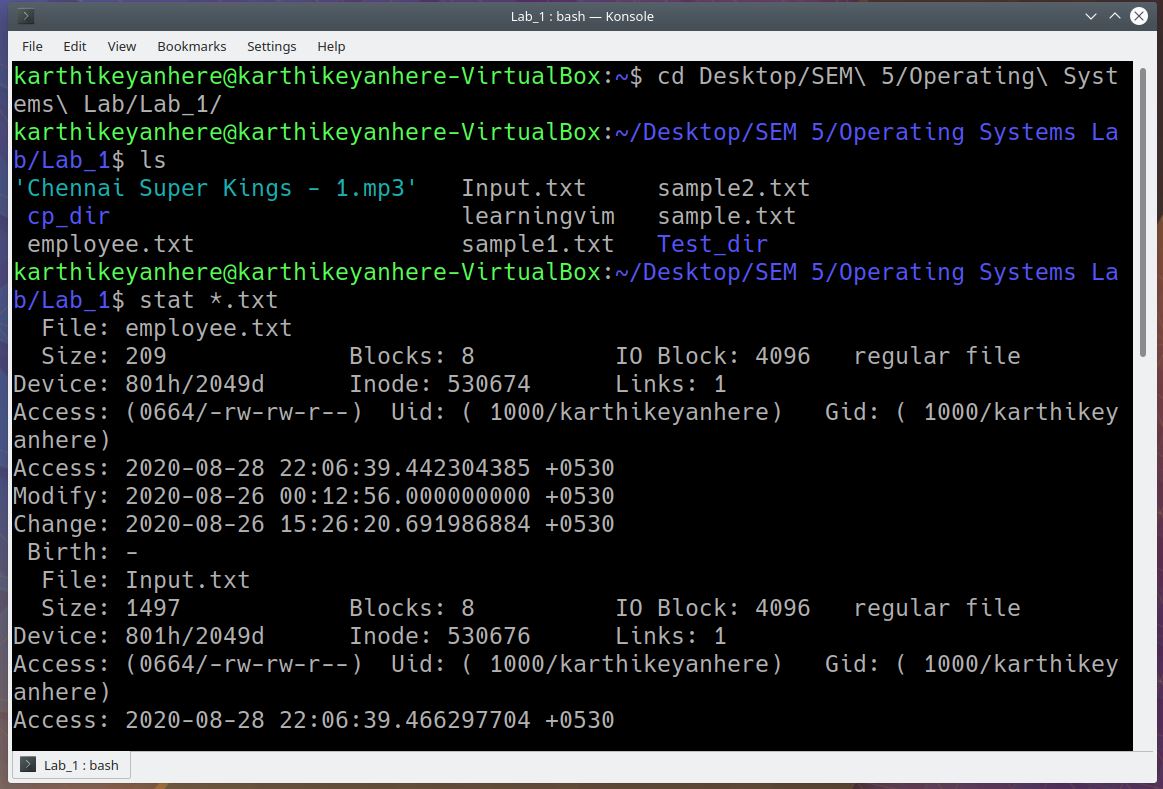 Lab_1 : bash — Konsole
File Edit View Bookmarks Settings Help
karthikeyanhere@karthikeyanhere-VirtualBox:~$ cd Desktop/SEM\ 5/Operating\ Syst
ems\ Lab/Lab_1/
karthikeyanhere@karthikeyanhere-VirtualBox:~/Desktop/SEM 5/Operating Systems La
b/Lab_1$ ls
'Chennai Super Kings - 1.mp3'   Input.txt     sample2.txt
 cp_dir                         learningvim   sample.txt
 employee.txt                   sample1.txt   Test_dir
karthikeyanhere@karthikeyanhere-VirtualBox:~/Desktop/SEM 5/Operating Systems La
b/Lab_1$ stat *.txt
  File: employee.txt
  Size: 209             Blocks: 8          IO Block: 4096   regular file
Device: 801h/2049d      Inode: 530674      Links: 1
Access: (0664/-rw-rw-r--)  Uid: ( 1000/karthikeyanhere)   Gid: ( 1000/karthikey
anhere)
Access: 2020-08-28 22:06:39.442304385 +0530
Modify: 2020-08-26 00:12:56.000000000 +0530
Change: 2020-08-26 15:26:20.691986884 +0530
 Birth: -
  File: Input.txt
  Size: 1497            Blocks: 8          IO Block: 4096   regular file
Device: 801h/2049d      Inode: 530676      Links: 1
Access: (0664/-rw-rw-r--)  Uid: ( 1000/karthikeyanhere)   Gid: ( 1000/karthikey
anhere)
Access: 2020-08-28 22:06:39.466297704 +0530
Lab_1 : bash